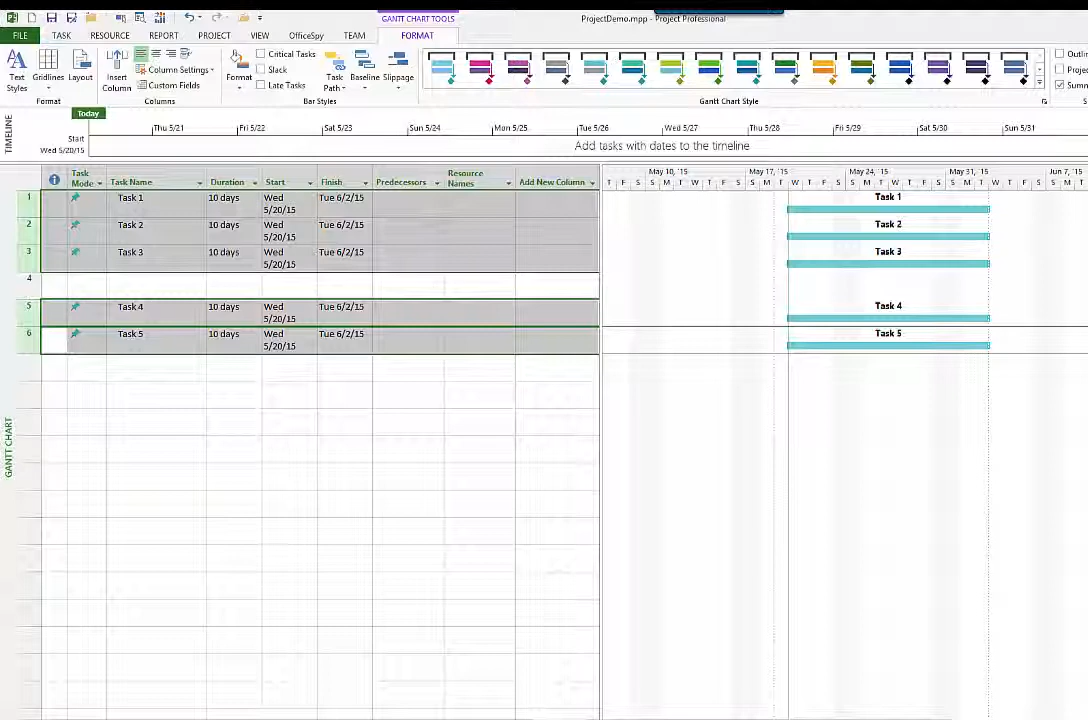 GANTT CHART TOOLS
ProjectDemo.mpp - Project Professional
FILE TASK RESOURCE REPORT PROJECT VIEW OfficeSpy TEAM FORMAT
Text Styles
Gridlines
Layout
Format
Insert Column
Column Settings
Custom Fields
Columns
Format
Critical Tasks
Slack
Late Tasks
Task Path
Baseline
Slippage
Bar Styles
Gantt Chart Style
Outlin
Projec
Summ
S
TIMELINE
Today
Start
Wed 5/20/15
Thu 5/21 Fri 5/22 Sat 5/23 Sun 5/24 Mon 5/25 Tue 5/26 Wed 5/27 Thu 5/28 Fri 5/29 Sat 5/30 Sun 5/31
Add tasks with dates to the timeline
GANTT CHART
Task Mode Task Name Duration Start Finish Predecessors Resource Names Add New Column
1 Task 1 10 days Wed 5/20/15 Tue 6/2/15
2 Task 2 10 days Wed 5/20/15 Tue 6/2/15
3 Task 3 10 days Wed 5/20/15 Tue 6/2/15
4
5 Task 4 10 days Wed 5/20/15 Tue 6/2/15
6 Task 5 10 days Wed 5/20/15 Tue 6/2/15
May 10, '15 May 17, '15 May 24, '15 May 31, '15 Jun 7, '15
T F S S M T W T F S S M T W T F S S M T W T F S S M T W T F S S M T
Task 1
Task 2
Task 3
Task 4
Task 5